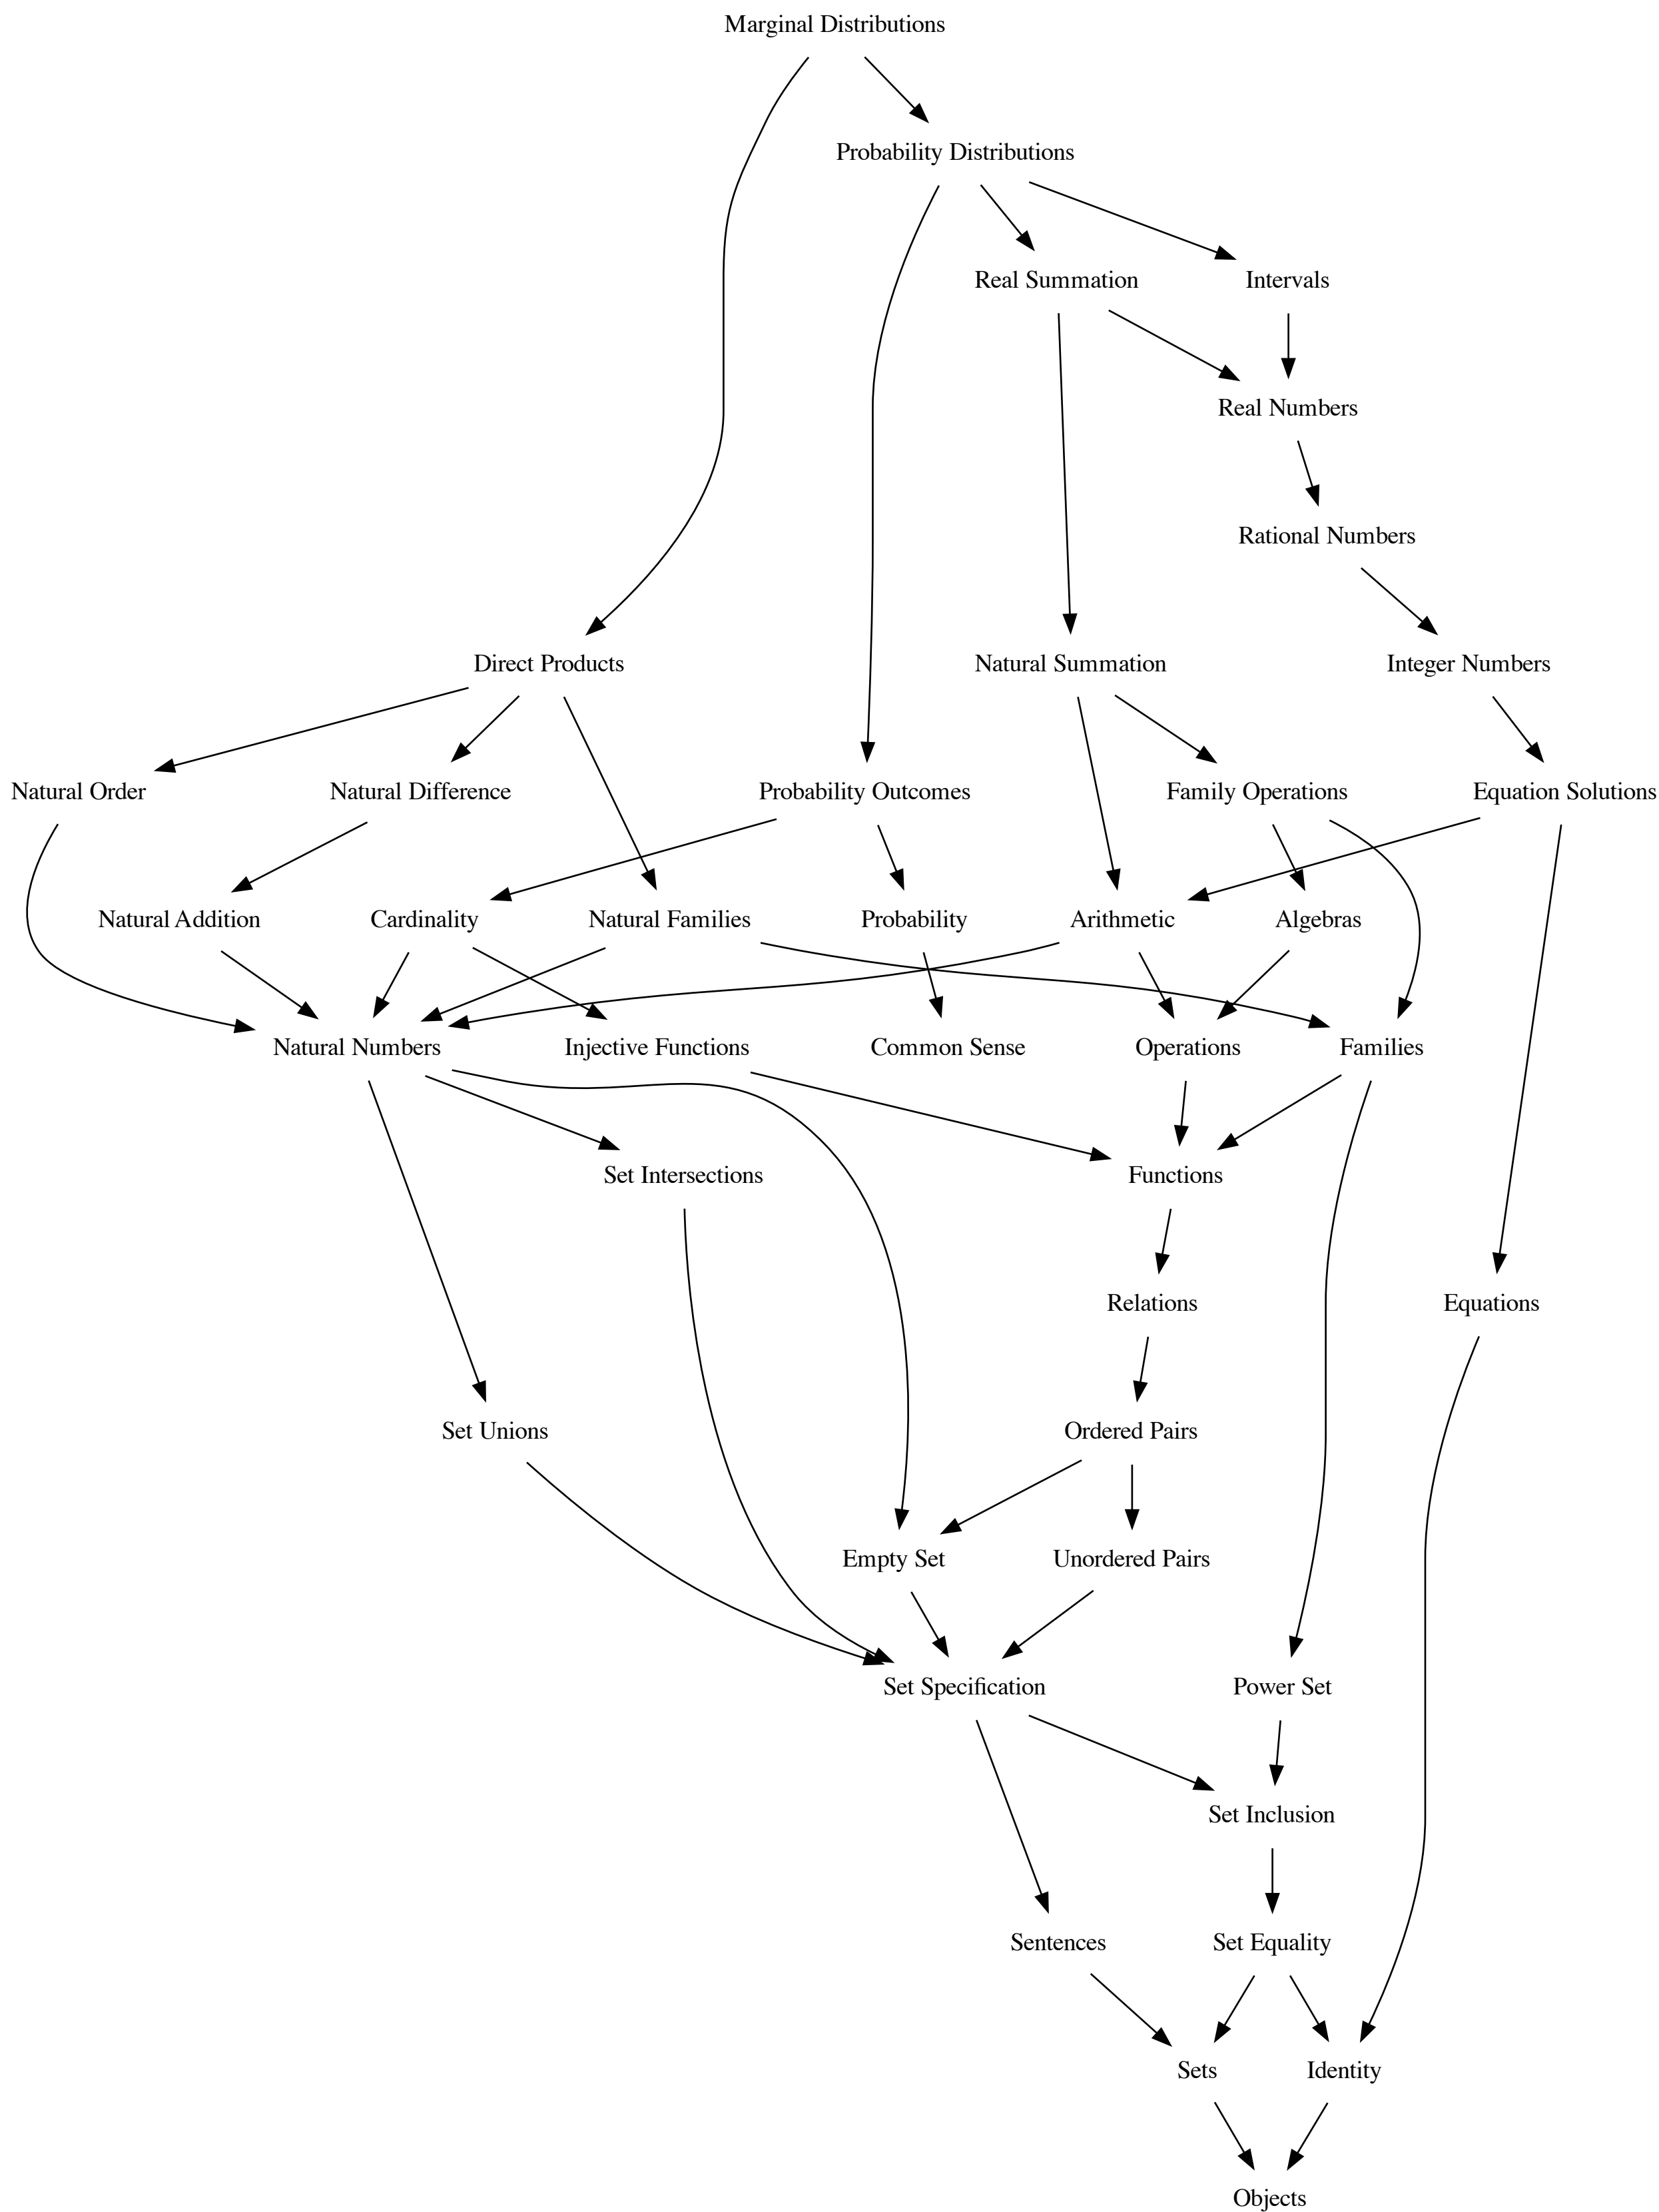 Marginal Distributions
Probability Distributions
Real Summation
Intervals
Real Numbers
Rational Numbers
Direct Products
Natural Summation
Integer Numbers
Natural Order
Natural Difference
Probability Outcomes
Family Operations
Equation Solutions
Natural Addition
Cardinality
Natural Families
Probability
Arithmetic
Algebras
Natural Numbers
Injective Functions
Common Sense
Operations
Families
Set Intersections
Functions
Relations
Equations
Set Unions
Ordered Pairs
Empty Set
Unordered Pairs
Set Specification
Power Set
Set Inclusion
Sentences
Set Equality
Sets
Identity
Objects